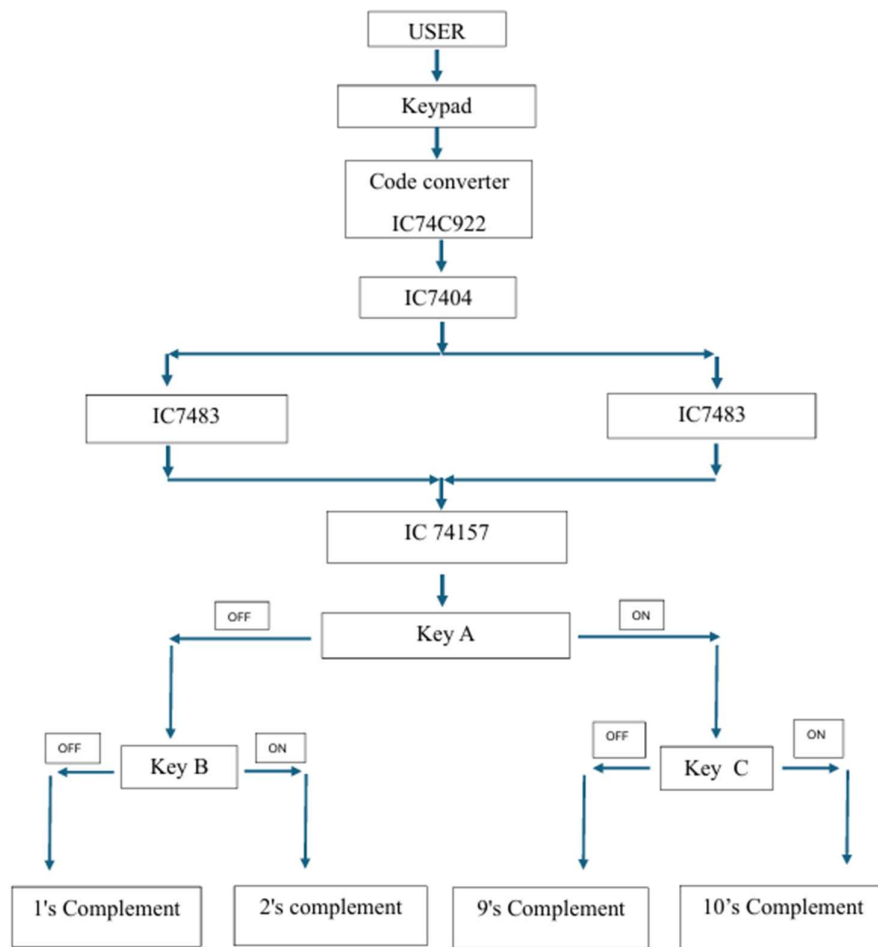 USER
Keypad
Code converter
IC74C922
IC7404
IC7483
IC7483
IC 74157
OFF
Key A
ON
OFF
Key B
ON
OFF
Key C
ON
1's Complement
2's complement
9's Complement
10’s Complement